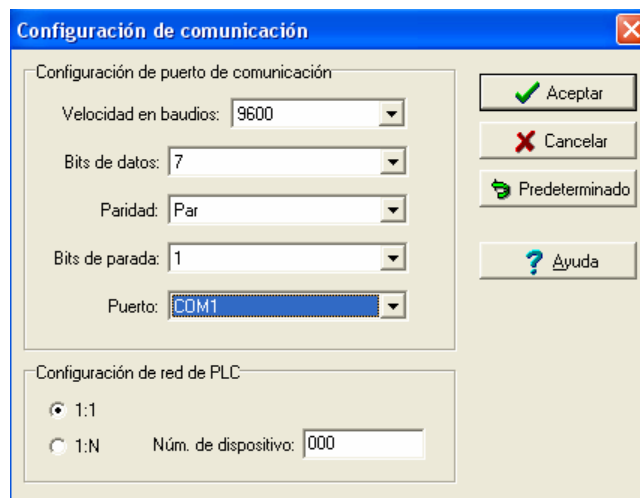 Configuración de comunicación
Configuración de puerto de comunicación
Velocidad en baudios: 9600
Bits de datos: 7
Paridad: Par
Bits de parada: 1
Puerto: COM1
Aceptar
Cancelar
Predeterminado
Ayuda
Configuración de red de PLC
1:1
1:N Núm. de dispositivo: 000